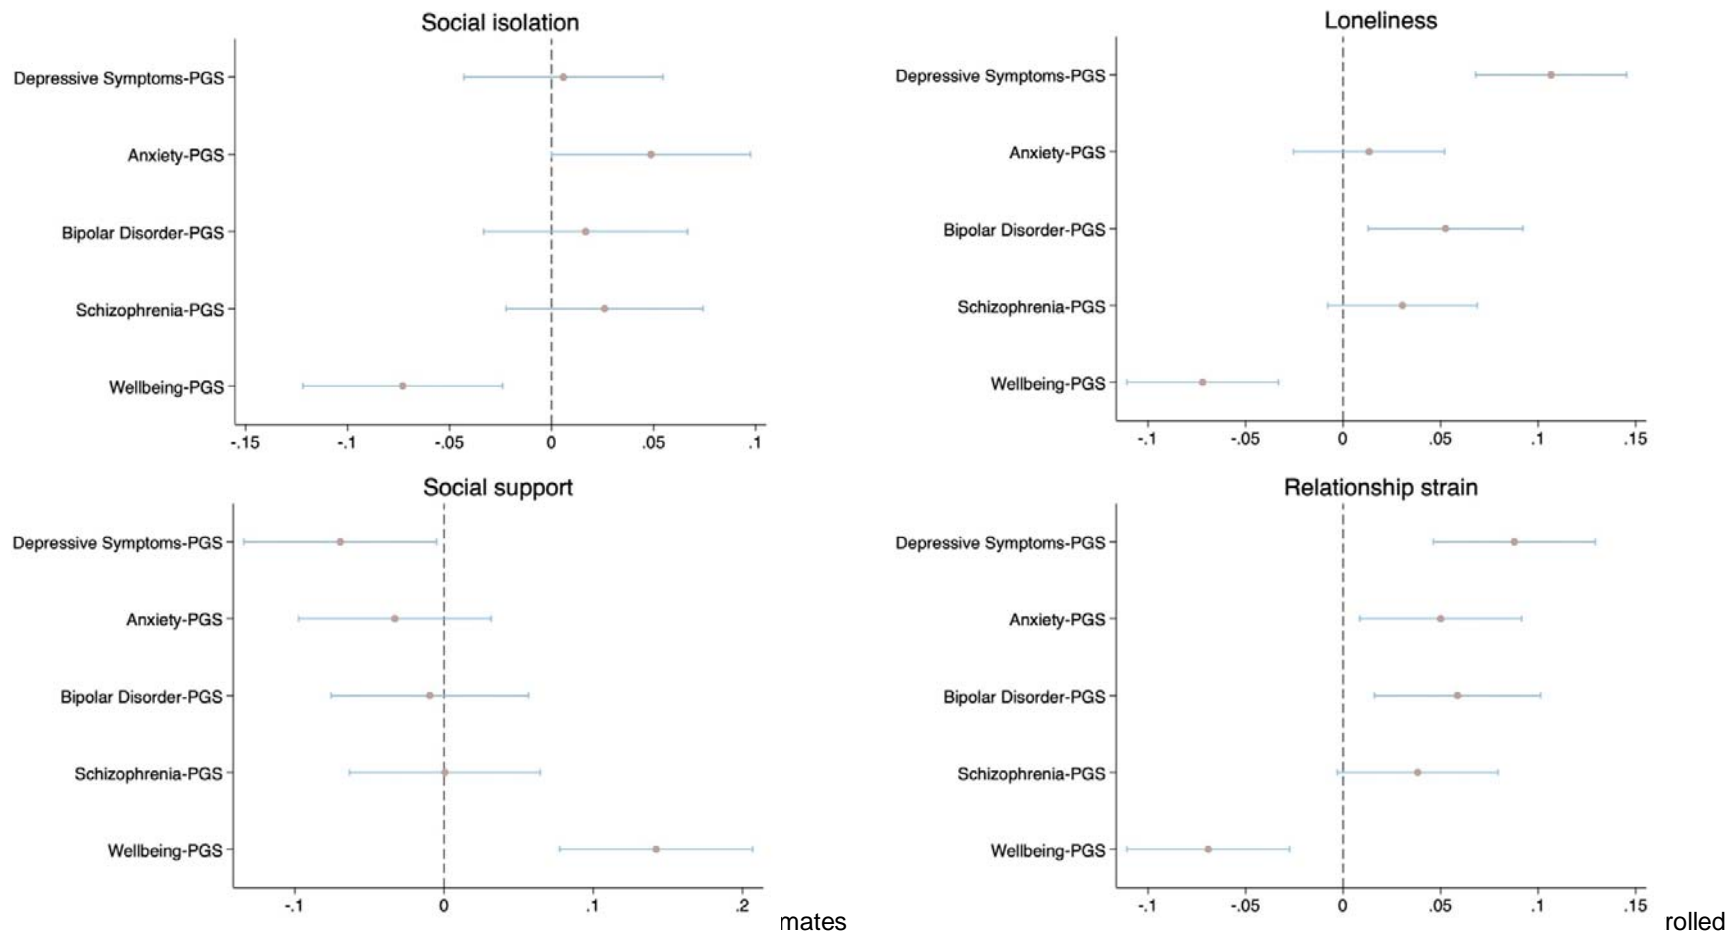 Social isolation
Depressive Symptoms-PGS
Anxiety-PGS
Bipolar Disorder-PGS
Schizophrenia-PGS
Wellbeing-PGS
-.15 -.1 -.05 0 .05 .1
Loneliness
Depressive Symptoms-PGS
Anxiety-PGS
Bipolar Disorder-PGS
Schizophrenia-PGS
Wellbeing-PGS
-.1 -.05 0 .05 .1 .15
Social support
Depressive Symptoms-PGS
Anxiety-PGS
Bipolar Disorder-PGS
Schizophrenia-PGS
Wellbeing-PGS
-.1 0 .1 .2
mates
Relationship strain
Depressive Symptoms-PGS
Anxiety-PGS
Bipolar Disorder-PGS
Schizophrenia-PGS
Wellbeing-PGS
-.1 -.05 0 .05 .1 .15
rolled